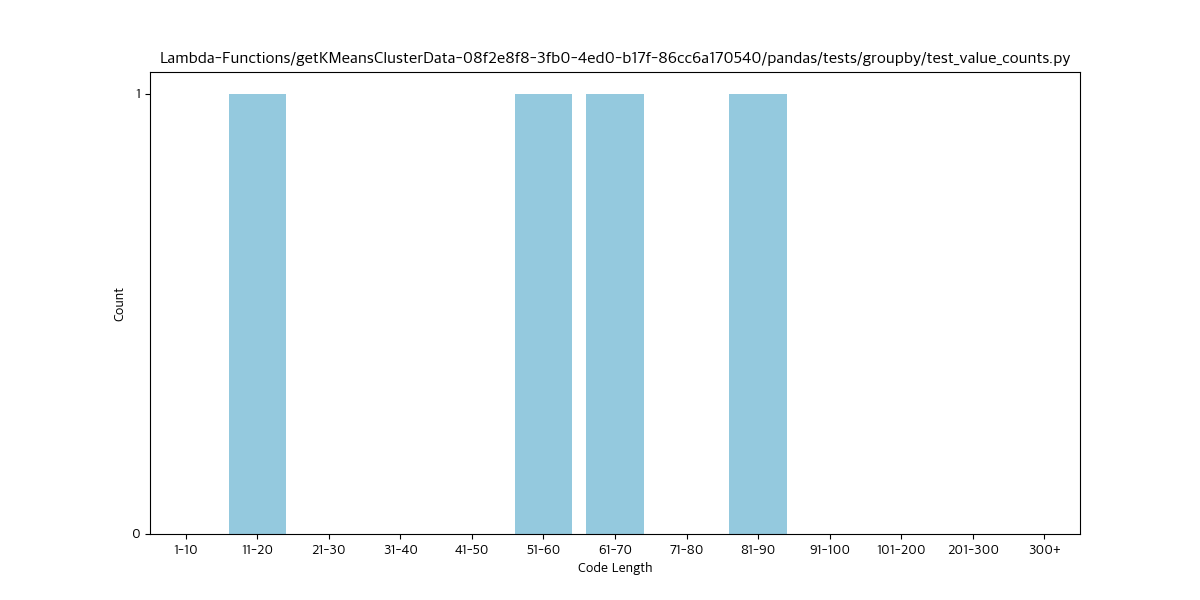 Lambda-Functions/getKMeansClusterData-08f2e8f8-3fb0-4ed0-b17f-86cc6a170540/pandas/tests/groupby/test_value_counts.py
1
Count
0
1-10 11-20 21-30 31-40 41-50 51-60 61-70 71-80 81-90 91-100 101-200 201-300 300+
Code Length